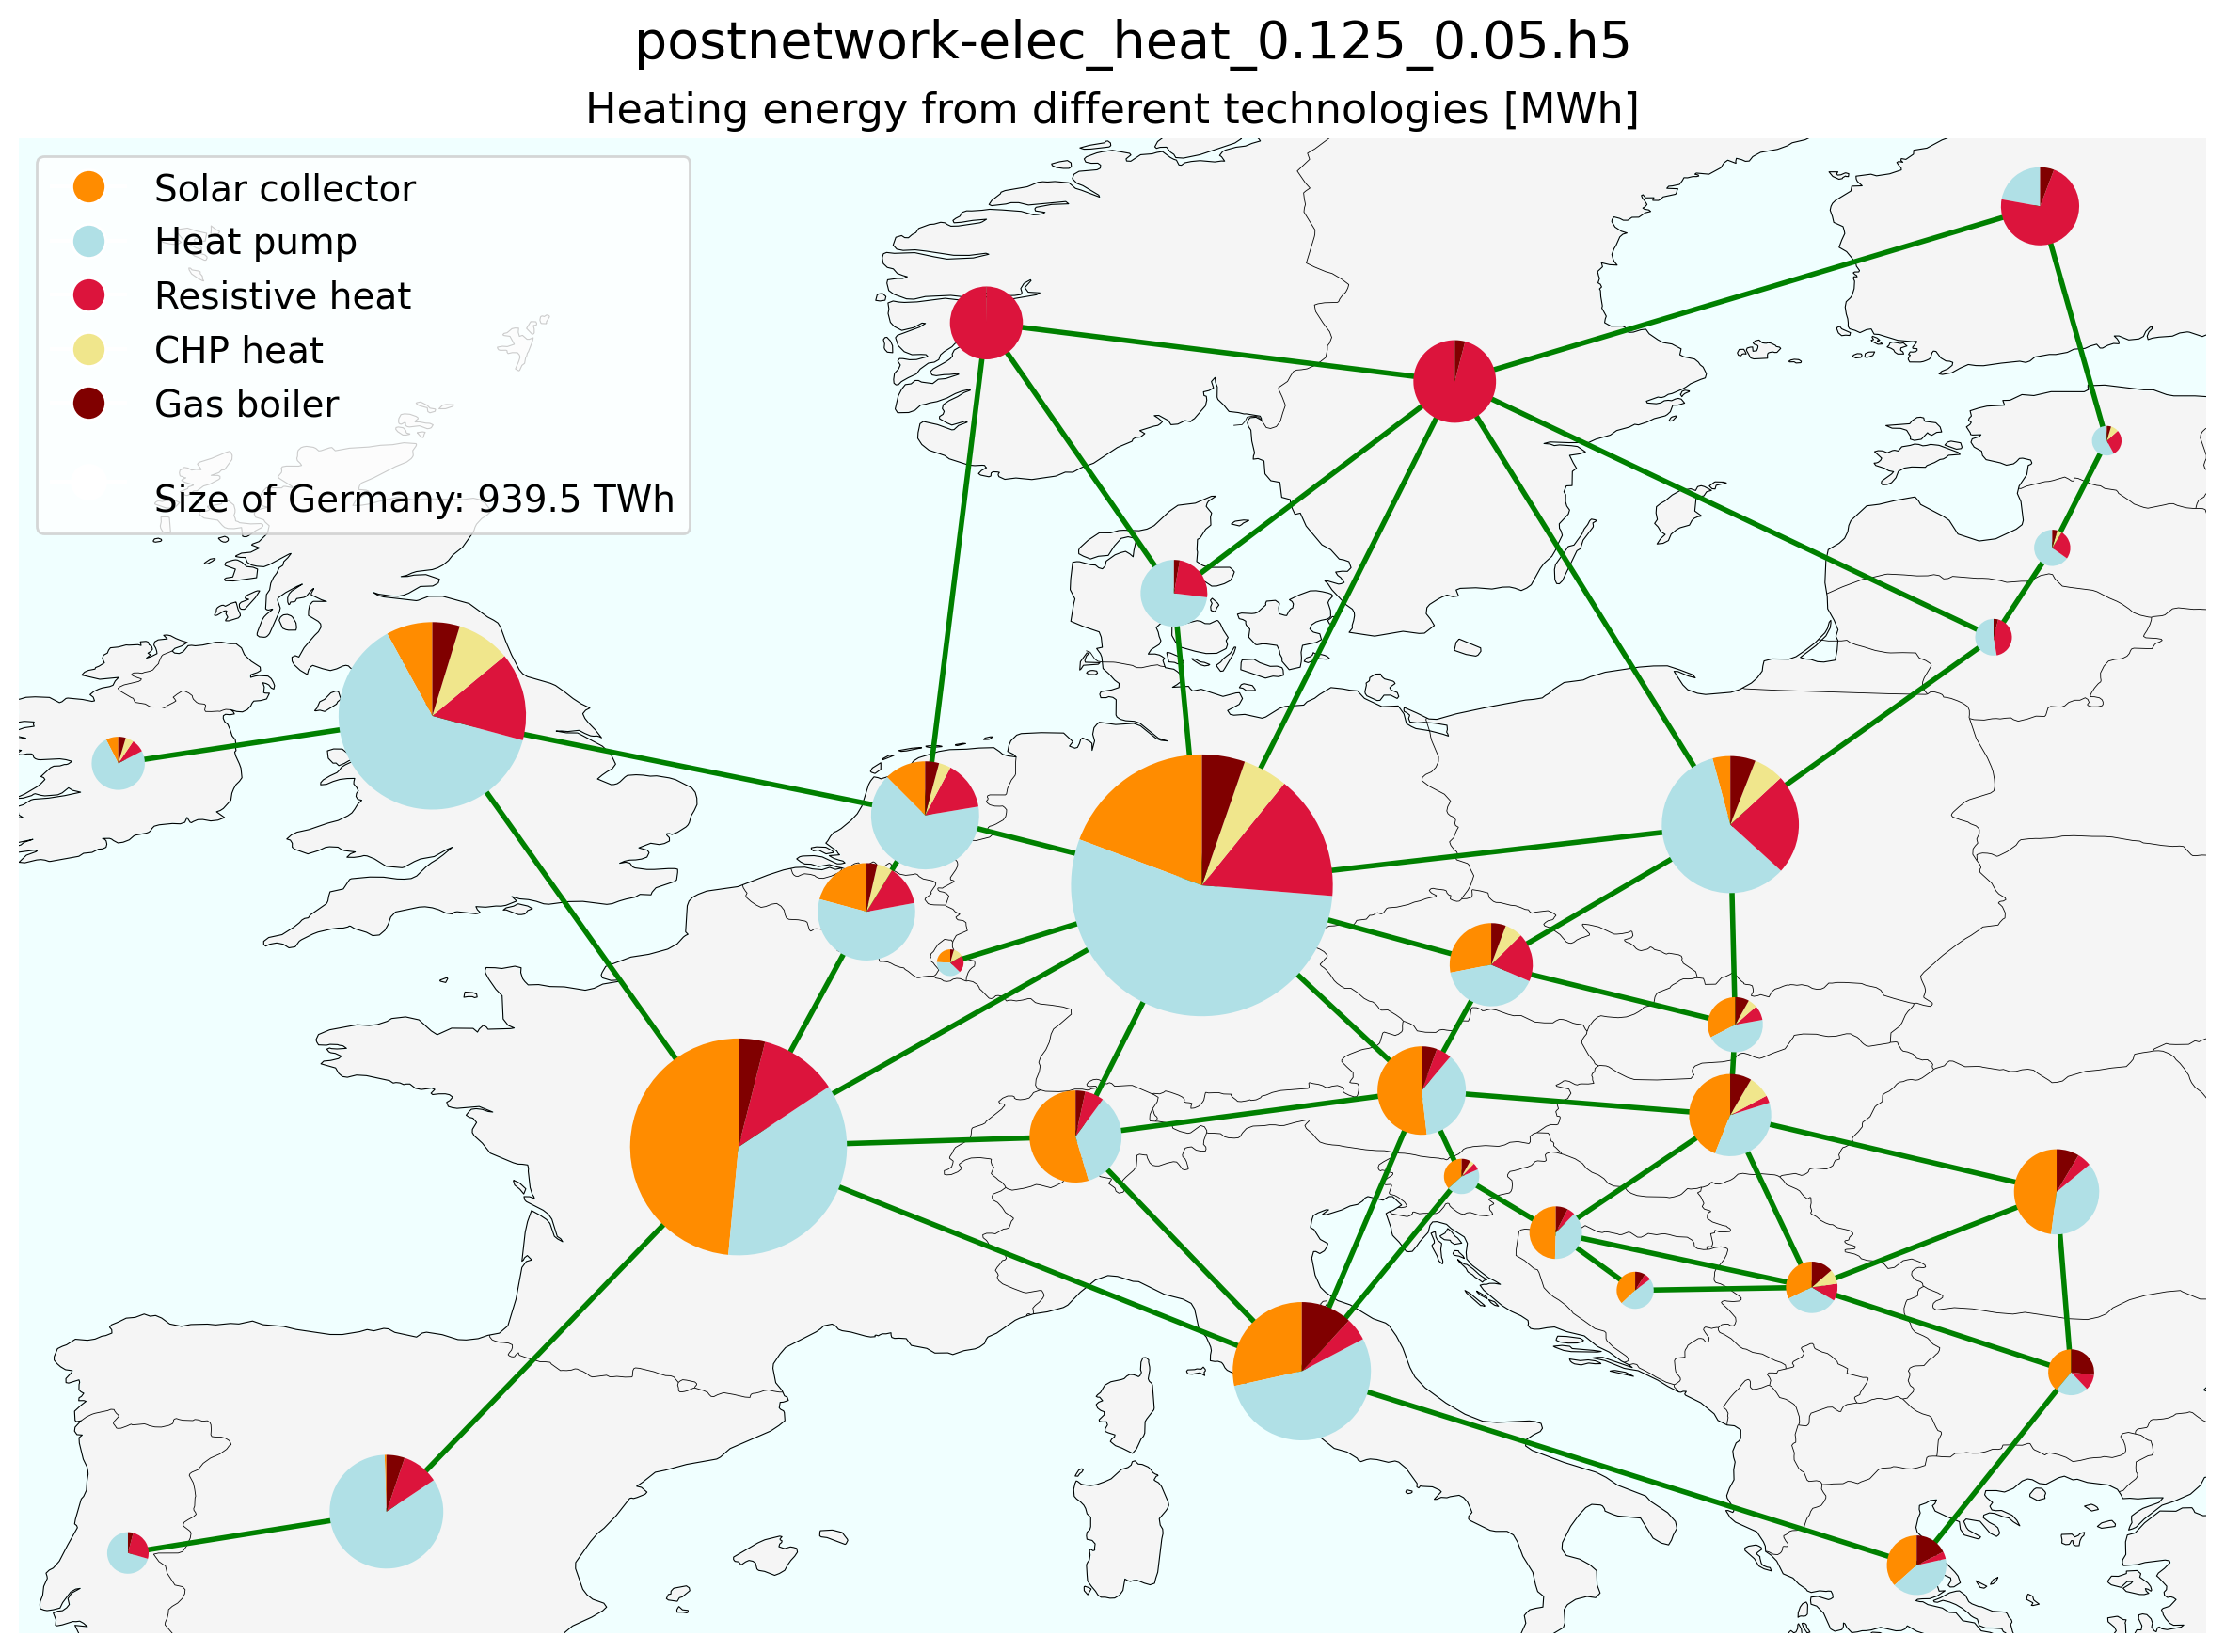 postnetwork-elec_heat_0.125_0.05.h5
Heating energy from different technologies [MWh]
Solar collector
Heat pump
Resistive heat
CHP heat
Gas boiler
Size of Germany: 939.5 TWh